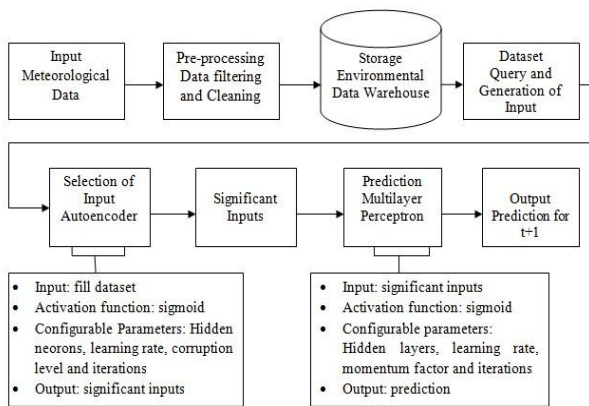 Input
Meteorological
Data
Pre-processing
Data filtering
and Cleaning
Storage
Environmental
Data Warehouse
Dataset
Query and
Generation of
Input
Selection of
Input
Autoencoder
Significant
Inputs
Prediction
Multilayer
Perceptron
Output
Prediction for
t+1
• Input: fill dataset
• Activation function: sigmoid
• Configurable Parameters: Hidden
neorons, learning rate, corruption
level and iterations
• Output: significant inputs
• Input: significant inputs
• Activation function: sigmoid
• Configurable parameters:
Hidden layers, learning rate,
momentum factor and iterations
• Output: prediction